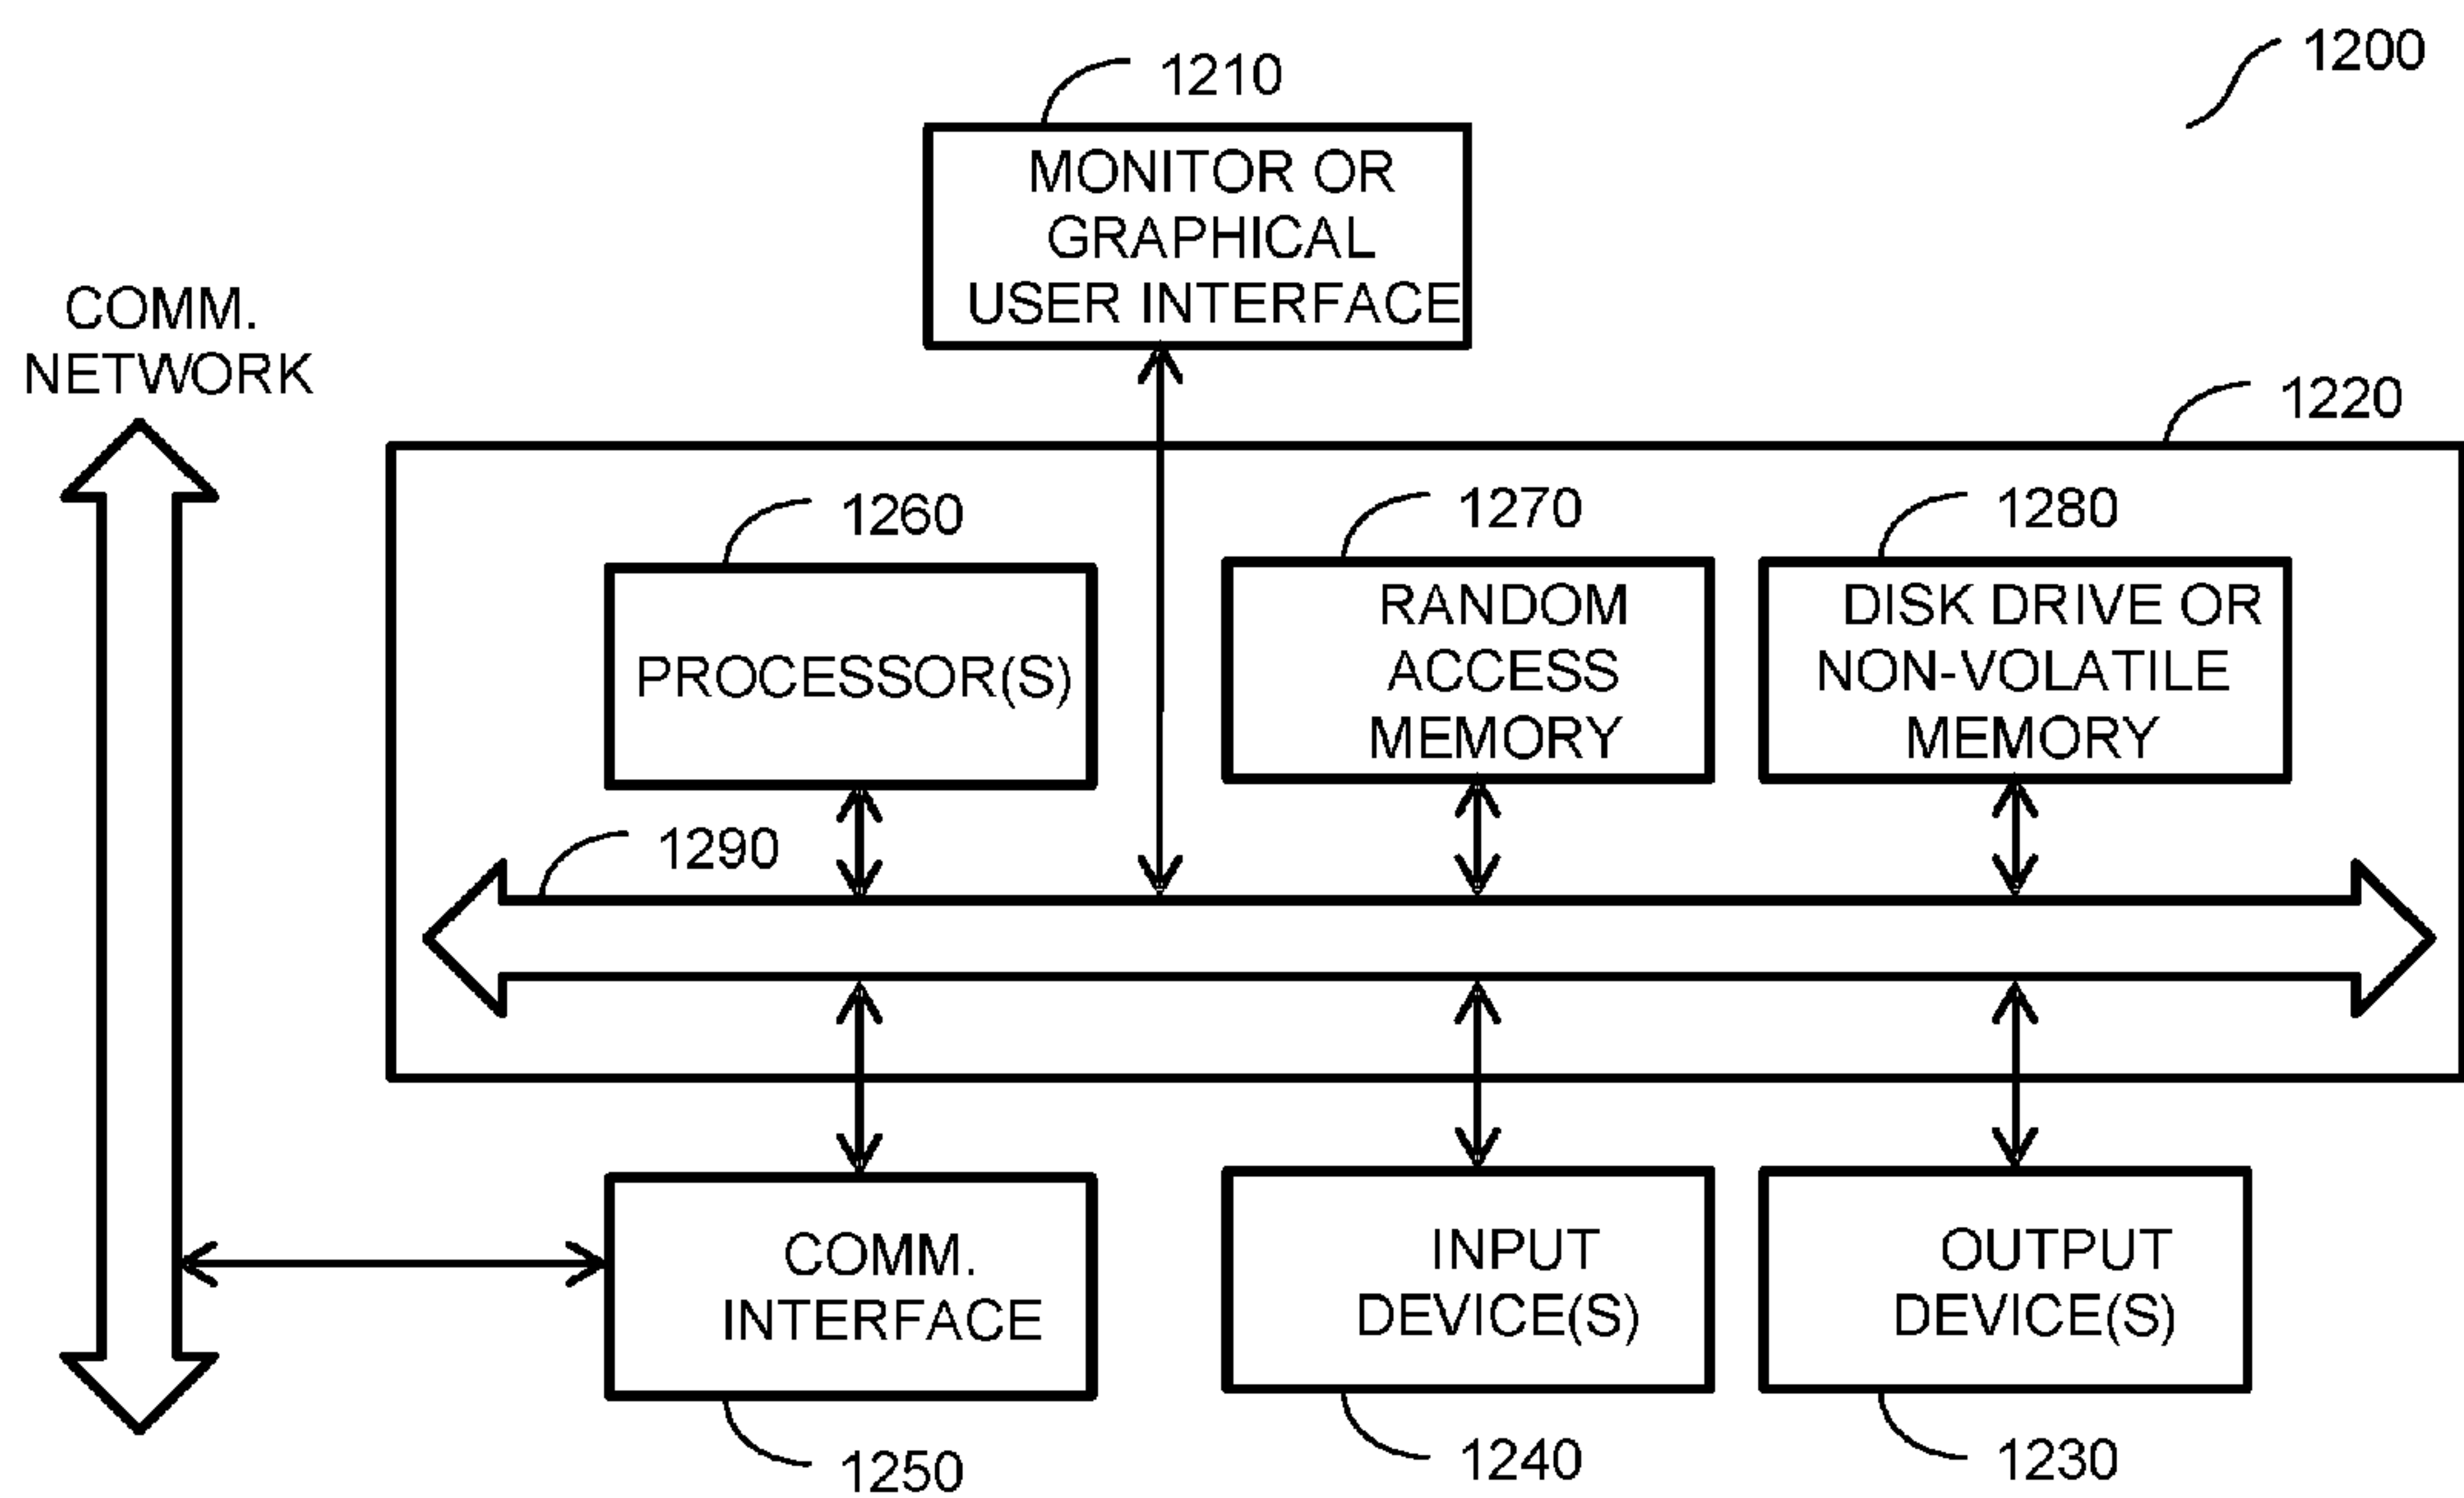 1200
1210
MONITOR OR
GRAPHICAL
USER INTERFACE
COMM.
NETWORK
1220
1260
PROCESSOR(S)
1270
RANDOM
ACCESS
MEMORY
1280
DISK DRIVE OR
NON-VOLATILE
MEMORY
1290
COMM.
INTERFACE
1250
INPUT
DEVICE(S)
1240
OUTPUT
DEVICE(S)
1230